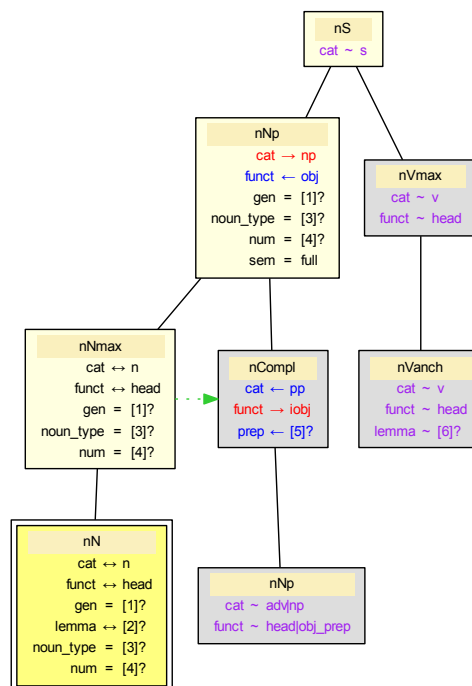 nS
cat ~ s
nNp
cat → np
funct ← obj
gen = [1]?
noun_type = [3]?
num = [4]?
sem = full
nVmax
cat ~ v
funct ~ head
nNmax
cat ↔ n
funct ↔ head
gen = [1]?
noun_type = [3]?
num = [4]?
nCompl
cat ← pp
funct → iobj
prep ← [5]?
nVanch
cat ~ v
funct ~ head
lemma ~ [6]?
nN
cat ↔ n
funct ↔ head
gen = [1]?
lemma ↔ [2]?
noun_type = [3]?
num = [4]?
nNp
cat ~ adv|np
funct ~ head|obj_prep